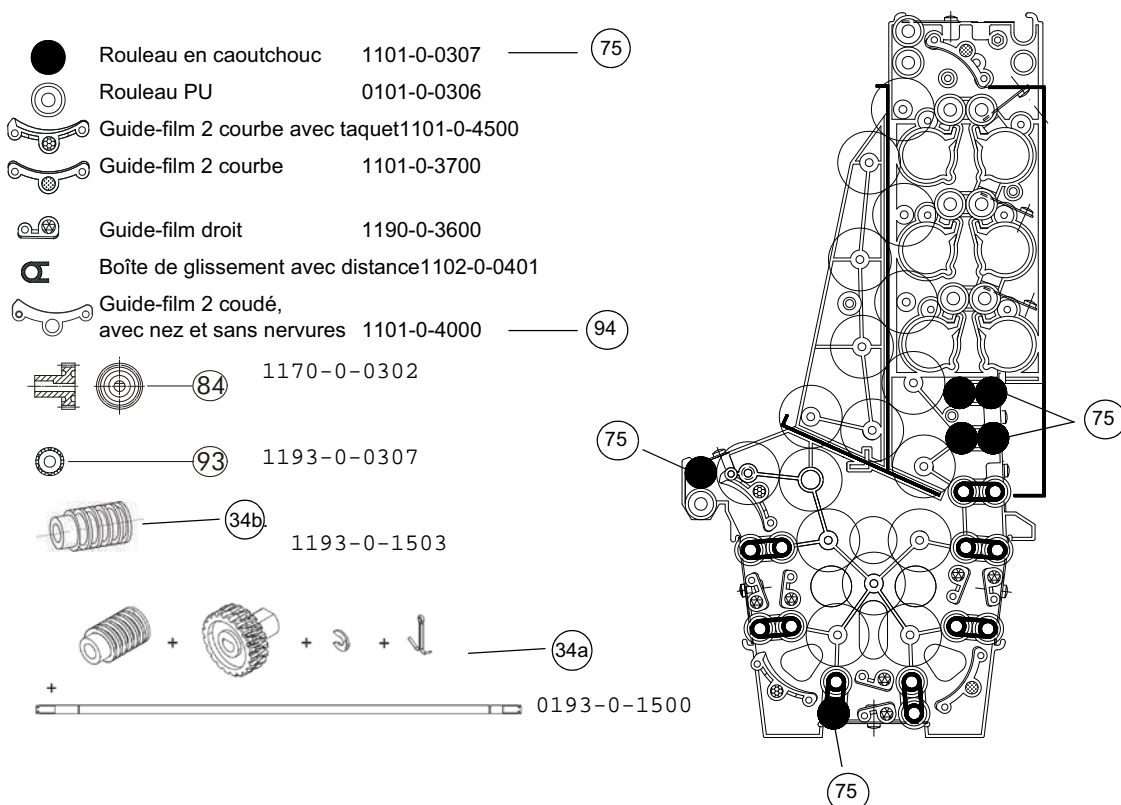 Rouleau en caoutchouc 1101-0-0307 75
Rouleau PU 0101-0-0306
Guide-film 2 courbe avec taquet1101-0-4500
Guide-film 2 courbe 1101-0-3700
Guide-film droit 1190-0-3600
Boîte de glissement avec distance1102-0-0401
Guide-film 2 coudé,
avec nez et sans nervures 1101-0-4000 94
84 1170-0-0302
93 1193-0-0307
34b.
1193-0-1503
+ + + 34a
+
0193-0-1500
75
75
75